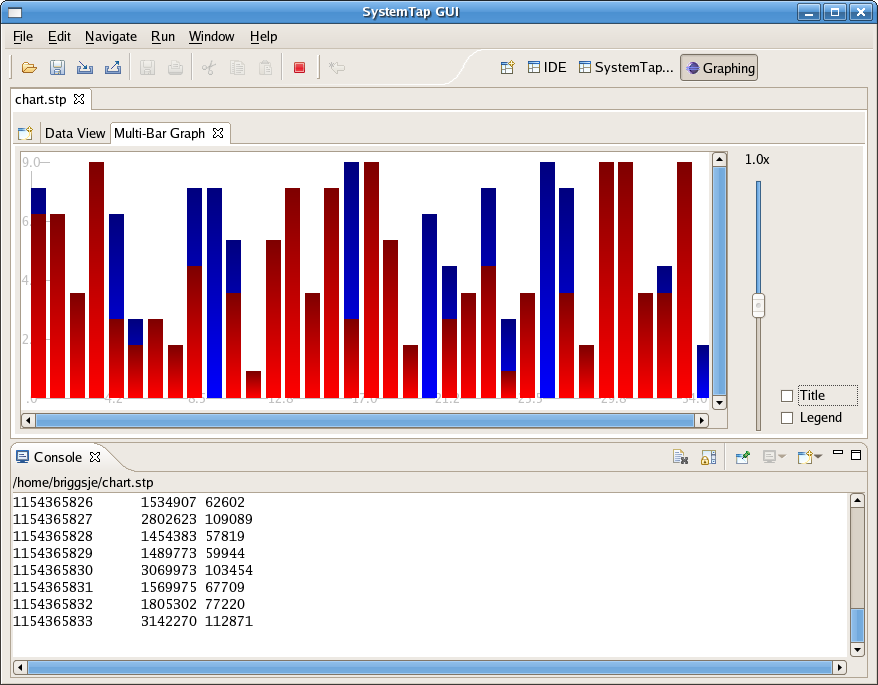 SystemTap GUI
File Edit Navigate Run Window Help
IDE SystemTap... Graphing
chart.stp
Data View Multi-Bar Graph
1.0x
9.0
6.
4.
2.
.0 4.2 8.5 12.8 17.0 21.2 25.5 29.8 34.0
Title
Legend
Console
/home/briggsje/chart.stp
1154365826 1534907 62602
1154365827 2802623 109089
1154365828 1454383 57819
1154365829 1489773 59944
1154365830 3069973 103454
1154365831 1569975 67709
1154365832 1805302 77220
1154365833 3142270 112871